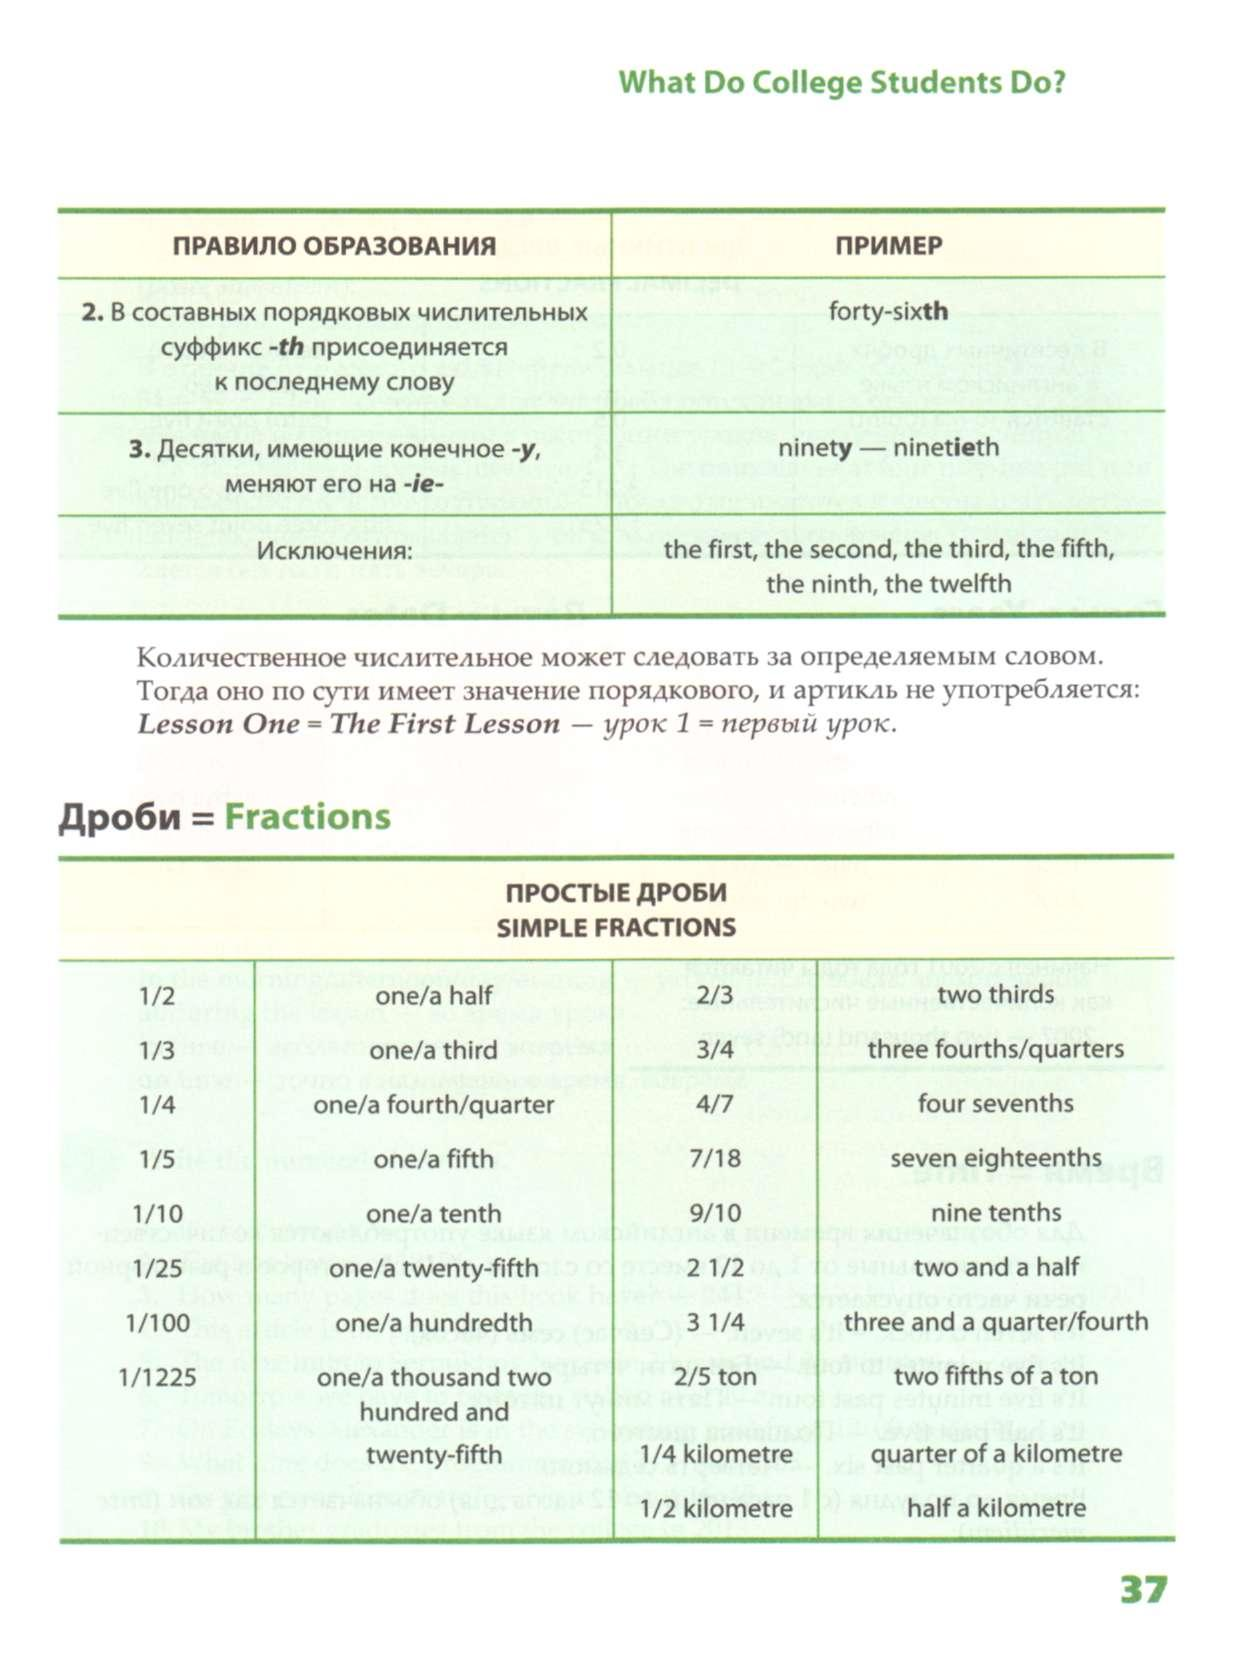 What Do College Students Do?
ПРАВИЛО ОБРАЗОВАНИЯ
ПРИМЕР
2. В составных порядковых числительных
суффикс -th присоединяется
к последнему слову
forty-sixth
3. Десятки, имеющие конечное -y,
меняют его на -ie-
ninety — ninetieth
Исключения:
the first, the second, the third, the fifth,
the ninth, the twelfth
Количественное числительное может следовать за определяемым словом.
Тогда оно по сути имеет значение порядкового, и артикль не употребляется:
Lesson One = The First Lesson — урок 1 = первый урок.
Дроби = Fractions
ПРОСТЫЕ ДРОБИ
SIMPLE FRACTIONS
1/2 one/a half 2/3 two thirds
1/3 one/a third 3/4 three fourths/quarters
1/4 one/a fourth/quarter 4/7 four sevenths
1/5 one/a fifth 7/18 seven eighteenths
1/10 one/a tenth 9/10 nine tenths
1/25 one/a twenty-fifth 2 1/2 two and a half
1/100 one/a hundredth 3 1/4 three and a quarter/fourth
1/1225 one/a thousand two 2/5 ton two fifths of a ton
hundred and
twenty-fifth 1/4 kilometre quarter of a kilometre
1/2 kilometre half a kilometre
37